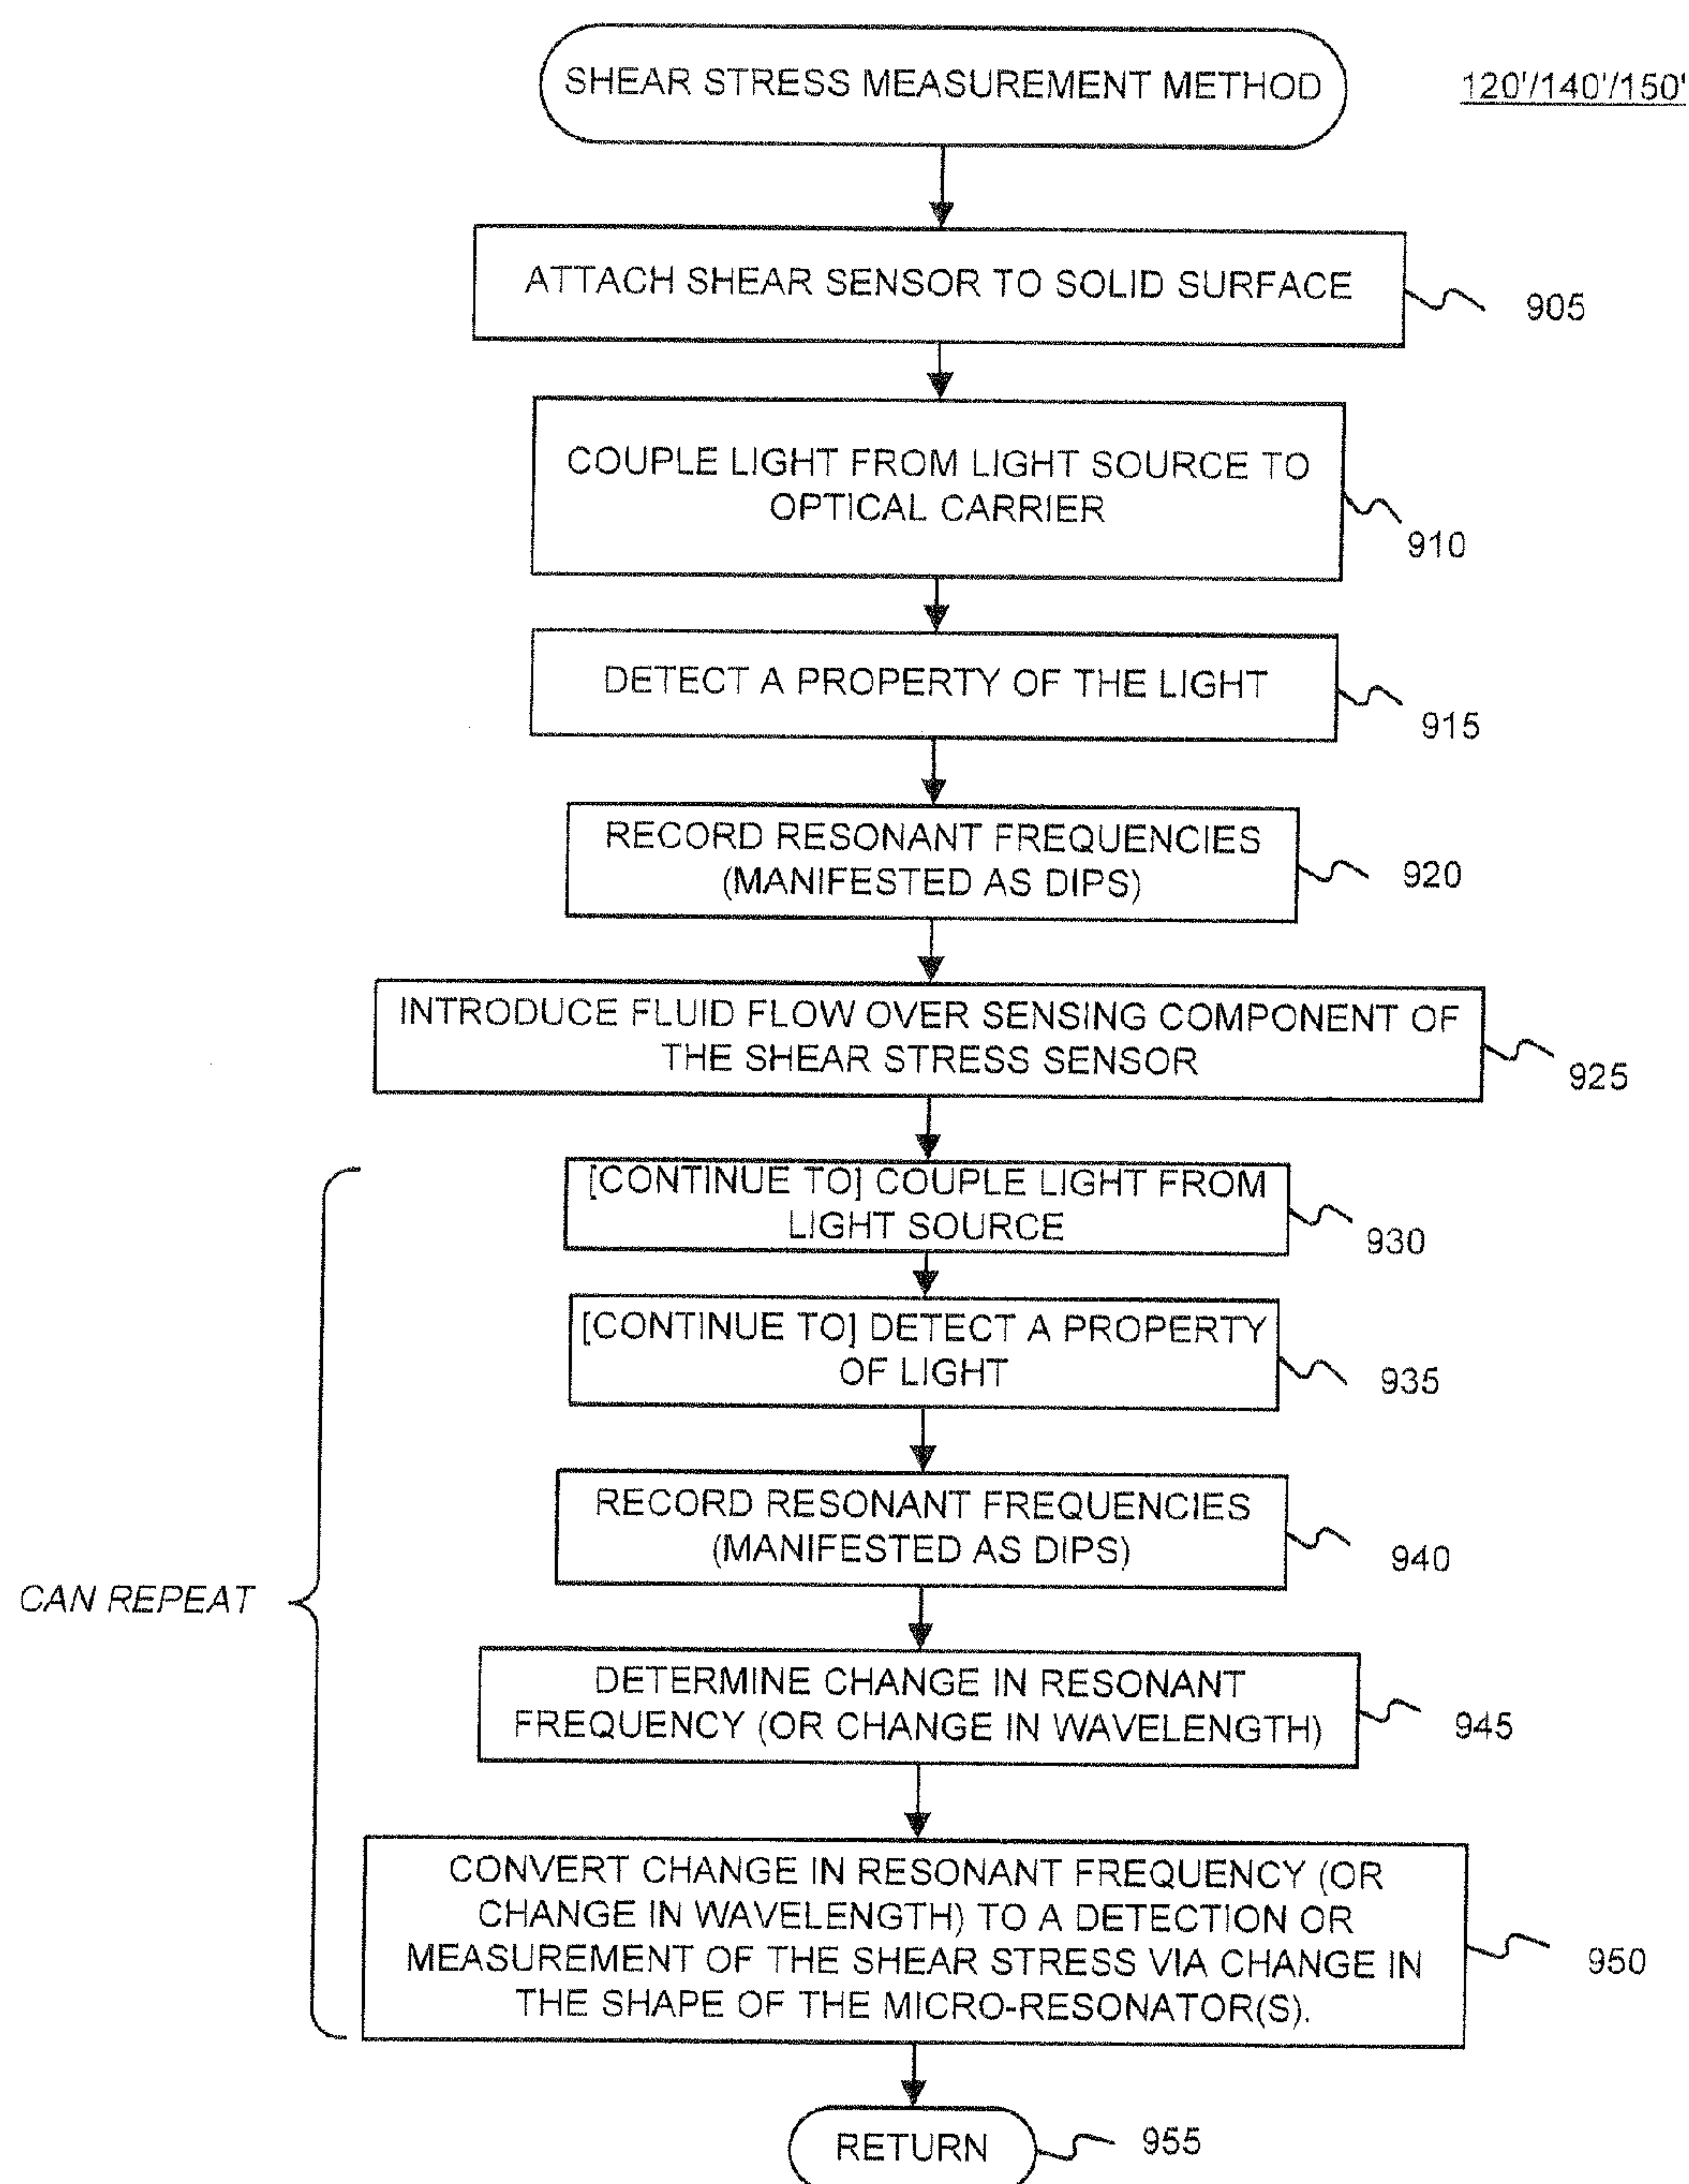 SHEAR STRESS MEASUREMENT METHOD
120'/140'/150'
ATTACH SHEAR SENSOR TO SOLID SURFACE
905
COUPLE LIGHT FROM LIGHT SOURCE TO
OPTICAL CARRIER
910
DETECT A PROPERTY OF THE LIGHT
915
RECORD RESONANT FREQUENCIES
(MANIFESTED AS DIPS)
920
INTRODUCE FLUID FLOW OVER SENSING COMPONENT OF
THE SHEAR STRESS SENSOR
925
[CONTINUE TO] COUPLE LIGHT FROM
LIGHT SOURCE
930
[CONTINUE TO] DETECT A PROPERTY
OF LIGHT
935
RECORD RESONANT FREQUENCIES
(MANIFESTED AS DIPS)
940
CAN REPEAT
DETERMINE CHANGE IN RESONANT
FREQUENCY (OR CHANGE IN WAVELENGTH)
945
CONVERT CHANGE IN RESONANT FREQUENCY (OR
CHANGE IN WAVELENGTH) TO A DETECTION OR
MEASUREMENT OF THE SHEAR STRESS VIA CHANGE IN
THE SHAPE OF THE MICRO-RESONATOR(S).
950
RETURN
955